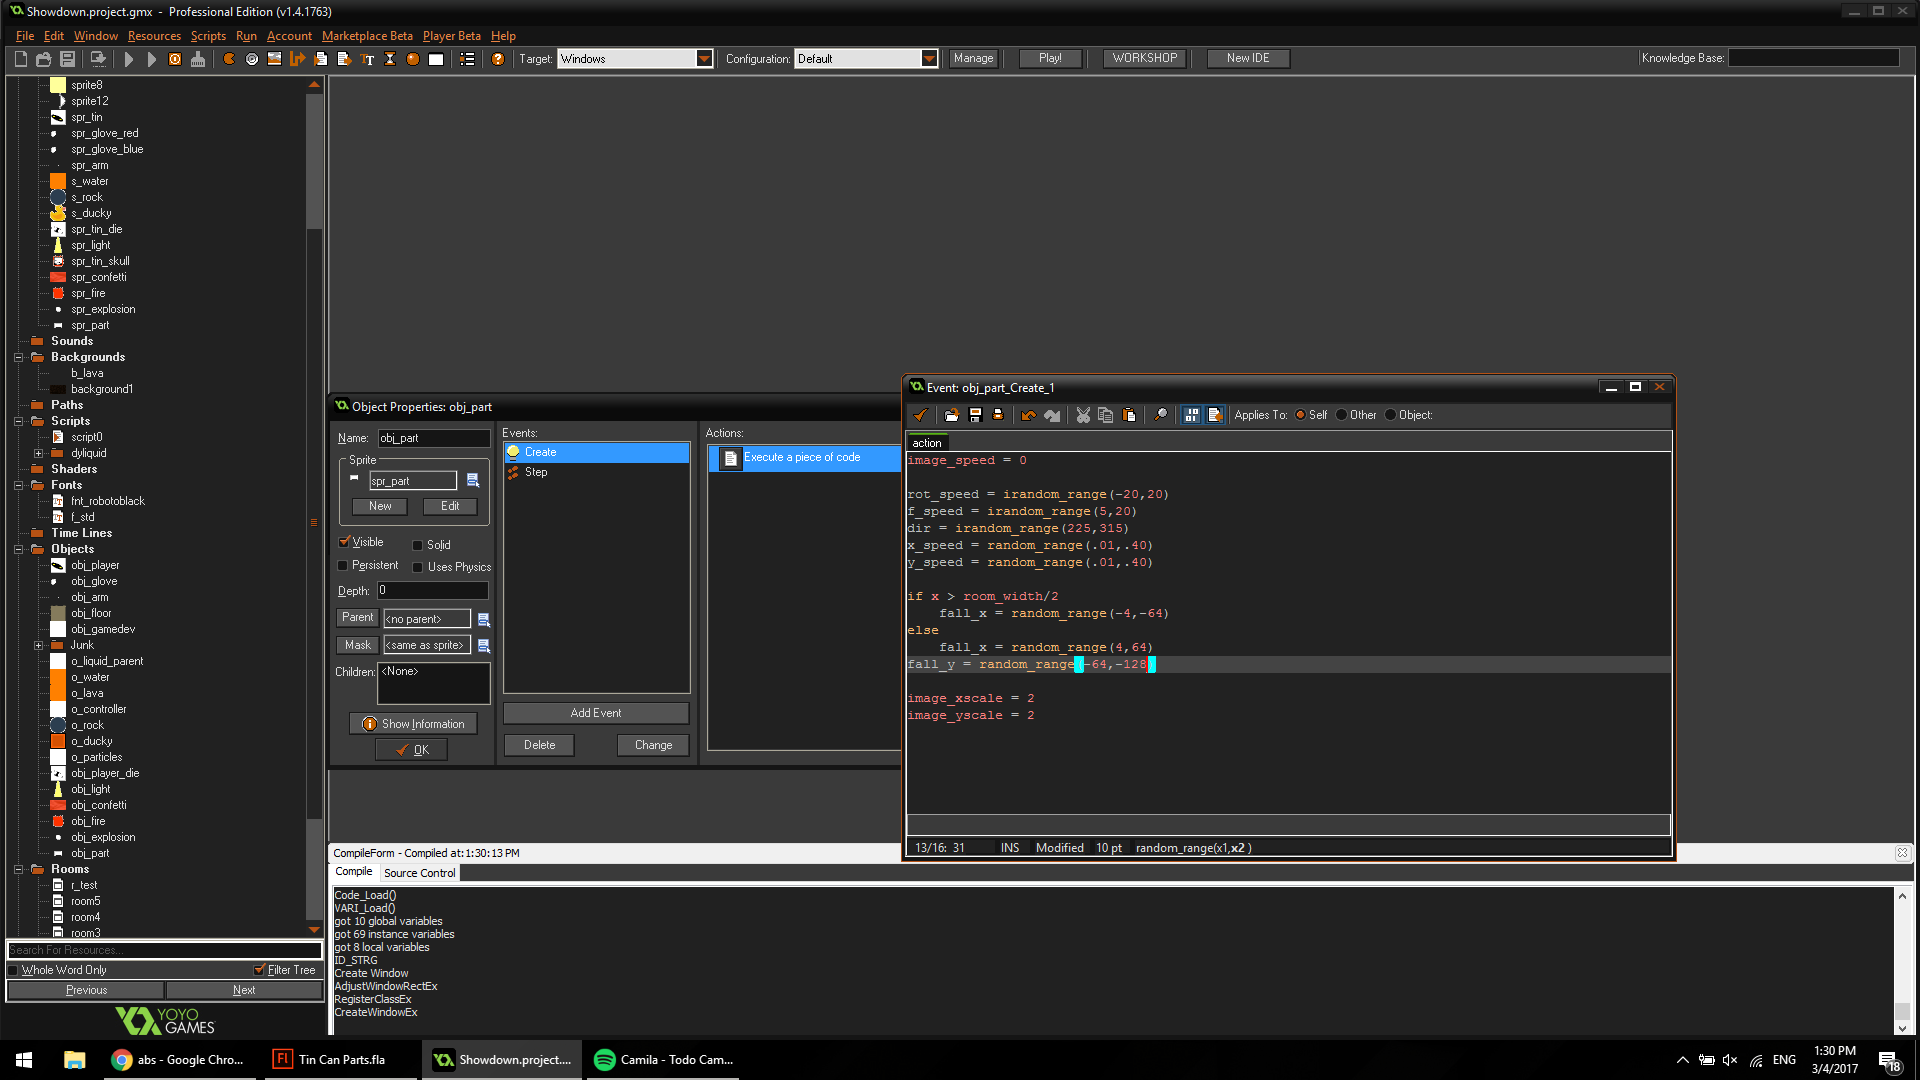 Showdown.project.gmx - Professional Edition (v1.4.1763)
File Edit Window Resources Scripts Run Account Marketplace Beta Player Beta Help
Target: Windows Configuration: Default Manage Play! WORKSHOP New IDE Knowledge Base:
sprite8
sprite12
spr_tin
spr_glove_red
spr_glove_blue
spr_arm
s_water
s_rock
s_ducky
spr_tin_die
spr_light
spr_tin_skull
spr_confetti
spr_fire
spr_explosion
spr_part
Sounds
Backgrounds
b_lava
background1
Paths
Scripts
script0
dyliquid
Shaders
Fonts
fnt_robotoblack
f_std
Time Lines
Objects
obj_player
obj_glove
obj_arm
obj_floor
obj_gamedev
Junk
o_liquid_parent
o_water
o_lava
o_controller
o_rock
o_ducky
o_particles
obj_player_die
obj_light
obj_confetti
obj_fire
obj_explosion
obj_part
Rooms
r_test
room5
room4
room3
Search For Resources...
Whole Word Only Filter Tree
Previous Next
YOYO
GAMES
Object Properties: obj_part
Name: obj_part
Sprite
spr_part
New Edit
Visible Solid
Persistent Uses Physics
Depth: 0
Parent <no parent>
Mask <same as sprite>
Children: <None>
Show Information
OK
Events:
Create
Step
Add Event
Delete Change
Actions:
Execute a piece of code
Event: obj_part_Create_1
Applies To: Self Other Object:
action
image_speed = 0
rot_speed = irandom_range(-20,20)
f_speed = irandom_range(5,20)
dir = irandom_range(225,315)
x_speed = random_range(.01,.40)
y_speed = random_range(.01,.40)
if x > room_width/2
fall_x = random_range(-4,-64)
else
fall_x = random_range(4,64)
fall_y = random_range(-64,-128)
image_xscale = 2
image_yscale = 2
13/16: 31 INS Modified 10 pt random_range(x1,x2 )
CompileForm - Compiled at:1:30:13 PM
Compile Source Control
Code_Load()
VARI_Load()
got 10 global variables
got 69 instance variables
got 8 local variables
ID_STRG
Create Window
AdjustWindowRectEx
RegisterClassEx
CreateWindowEx
abs - Google Chro...
Fl Tin Can Parts.fla
Showdown.project....
Camila - Todo Cam...
ENG
1:30 PM
3/4/2017
18